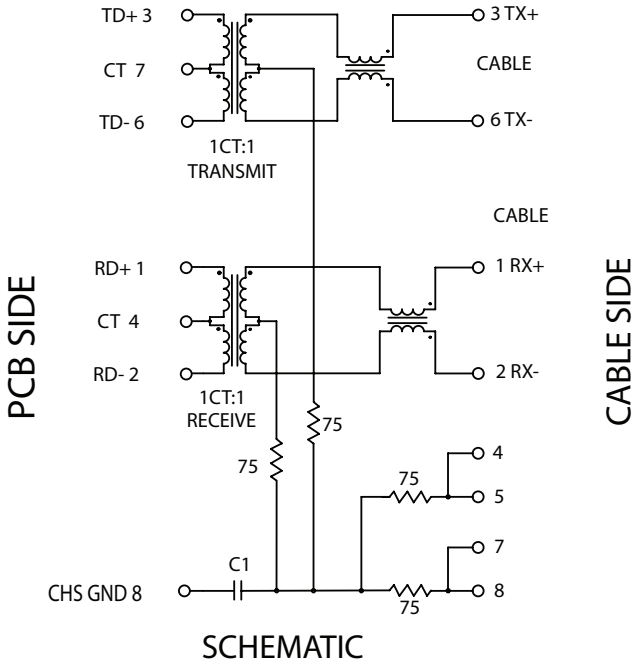 TD+ 3
3 TX+
CT 7
CABLE
TD- 6
6 TX-
1CT:1
TRANSMIT
CABLE
RD+ 1
1 RX+
CT 4
RD- 2
2 RX-
1CT:1
RECEIVE
PCB SIDE
CABLE SIDE
75
75
4
75
5
7
C1
CHS GND 8
8
75
SCHEMATIC